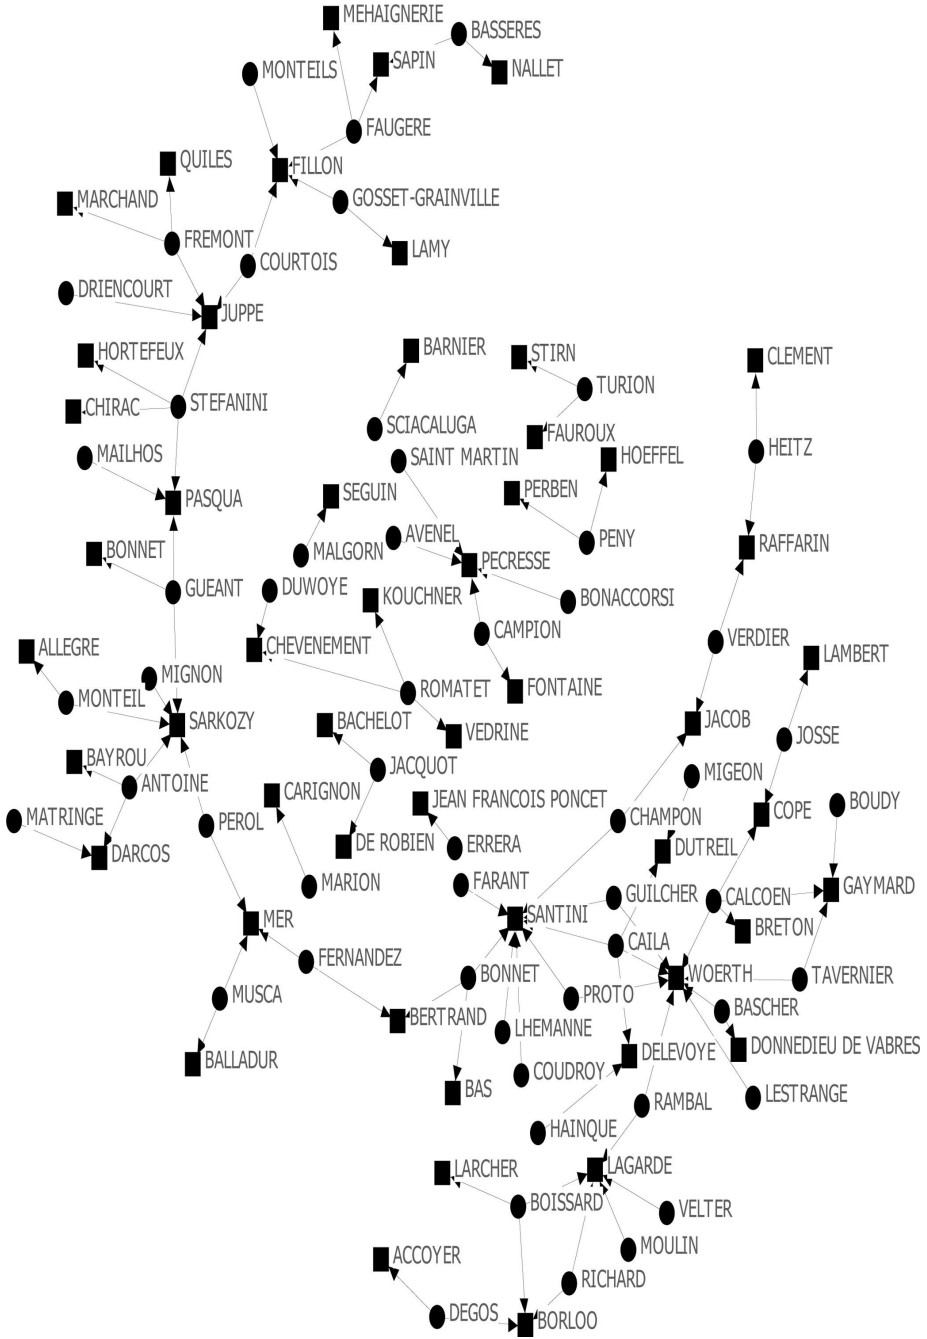 MEHAIGNERIE
BASSERES
SAPIN
MONTEILS
NALLET
FAUGERE
QUILES
FILLON
MARCHAND
GOSSET-GRAINVILLE
FREMONT
LAMY
COURTOIS
DRIENCOURT
JUPPE
HORTEFEUX
BARNIER
STIRN
CLEMENT
TURION
CHIRAC
STEFANINI
SCIACALUGA
FAUROUX
MAILHOS
SAINT MARTIN
HOEFFEL
HEITZ
SEGUIN
PERBEN
PASQUA
AVENEL
PENY
BONNET
MALGORN
PECRESSE
RAFFARIN
GUEANT
DUWOYE
KOUCHNER
BONACCORSI
CAMPION
ALLEGRE
CHEVENEMENT
VERDIER
LAMBERT
MIGNON
MONTEIL
ROMATET
FONTAINE
SARKOZY
BACHELOT
VEDRINE
JACOB
JOSSE
BAYROU
JACQUOT
MIGEON
ANTOINE
CARIGNON
JEAN FRANCOIS PONCET
COPE
BOUDY
MATRINGE
PEROL
CHAMPON
DARCOS
DE ROBIEN
ERRERA
DUTREIL
MARION
FARANT
GUILCHER
CALCOEN
GAYMARD
MER
SANTINI
BRETON
CAILA
FERNANDEZ
BONNET
WOERTH
TAVERNIER
MUSCA
PROTO
BASCHER
BERTRAND
LHEMANNE
BALLADUR
DELEVOYE
DONNEDIEU DE VABRES
COUDROY
BAS
RAMBAL
LESTRANGE
HAINQUE
LARCHER
LAGARDE
BOISSARD
VELTER
MOULIN
ACCOYER
RICHARD
DEGOS
BORLOO